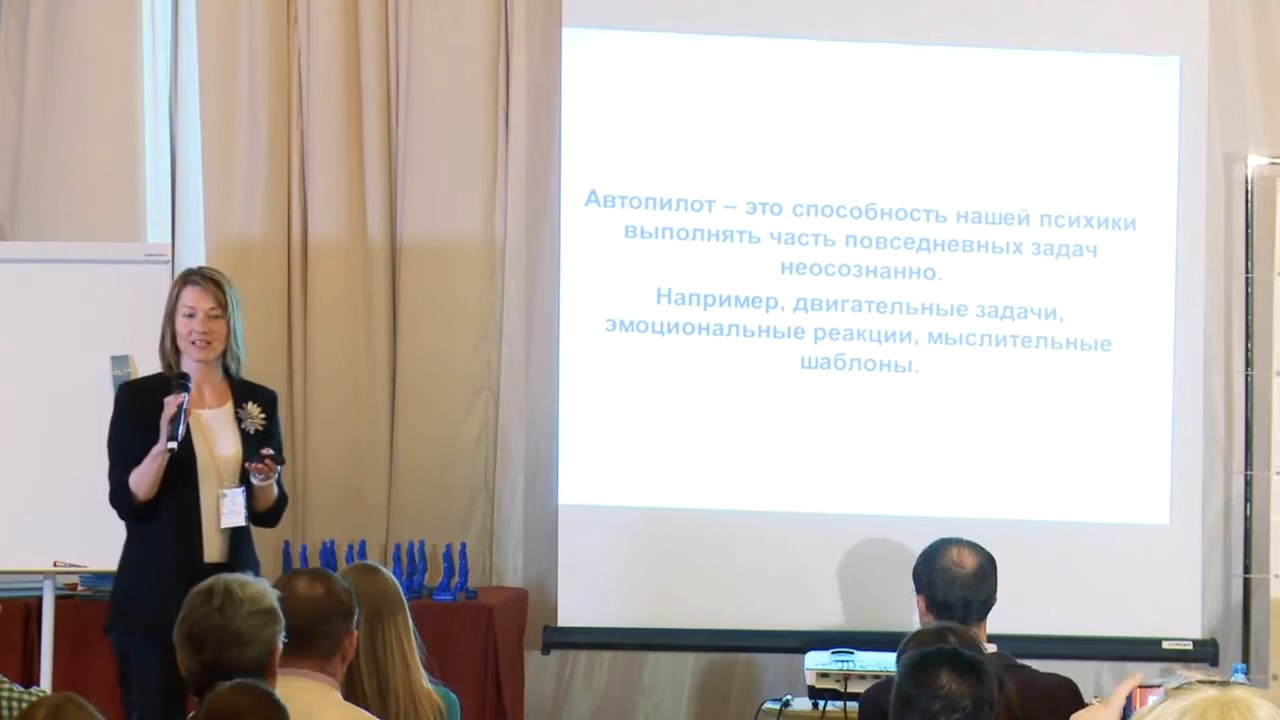 Автопилот – это способность нашей психики
выполнять часть повседневных задач
неосознанно.
Например, двигательные задачи,
эмоциональные реакции, мыслительные
шаблоны.